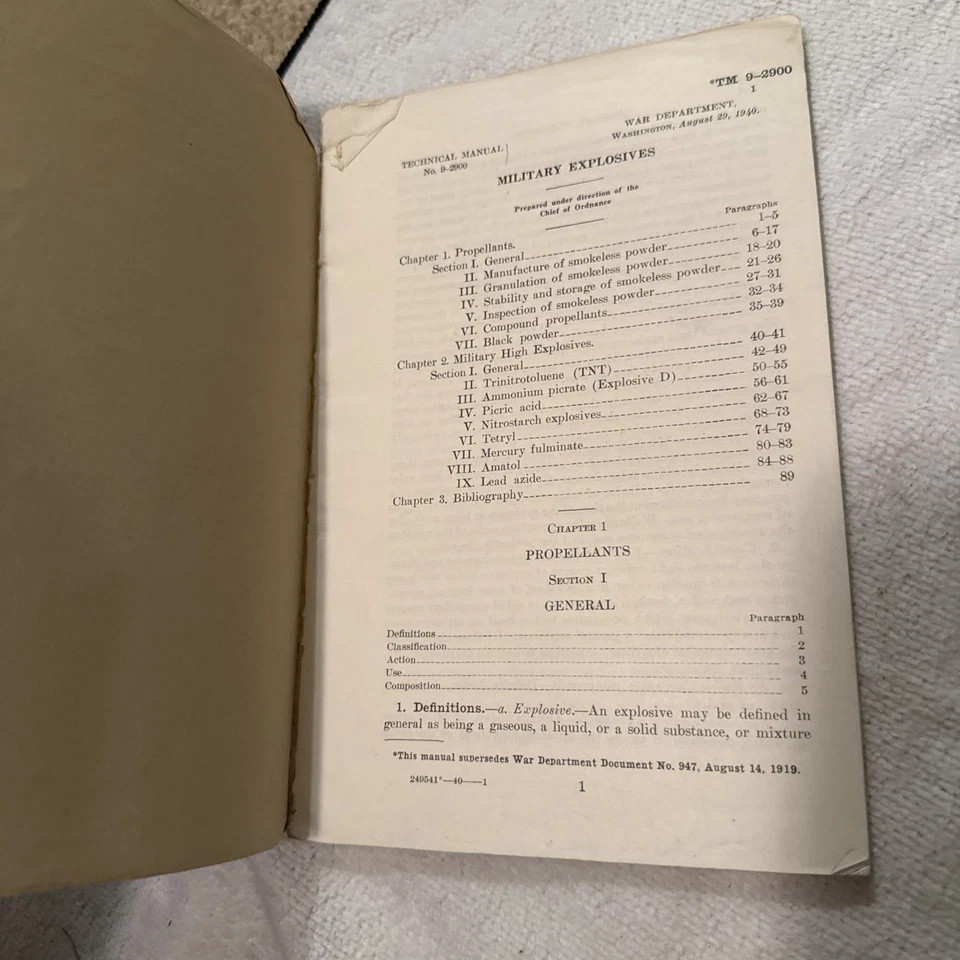 *TM 9–2900
1
TECHNICAL MANUAL
No. 9–2900
WAR DEPARTMENT,
WASHINGTON, August 29, 1940.
MILITARY EXPLOSIVES
Prepared under direction of the
Chief of Ordnance
Paragraphs
Chapter 1. Propellants.
Section I. General 1–5
II. Manufacture of smokeless powder 6–17
III. Granulation of smokeless powder 18–20
IV. Stability and storage of smokeless powder 21–26
V. Inspection of smokeless powder 27–31
VI. Compound propellants 32–34
VII. Black powder 35–39
Chapter 2. Military High Explosives.
Section I. General 40–41
II. Trinitrotoluene (TNT) 42–49
III. Ammonium picrate (Explosive D) 50–55
IV. Picric acid 56–61
V. Nitrostarch explosives 62–67
VI. Tetryl 68–73
VII. Mercury fulminate 74–79
VIII. Amatol 80–83
IX. Lead azide 84–88
Chapter 3. Bibliography 89
CHAPTER 1
PROPELLANTS
SECTION I
GENERAL
Paragraph
Definitions 1
Classification 2
Action 3
Use 4
Composition 5
1. Definitions.—a. Explosive.—An explosive may be defined in
general as being a gaseous, a liquid, or a solid substance, or mixture
*This manual supersedes War Department Document No. 947, August 14, 1919.
249541°—40——1
1